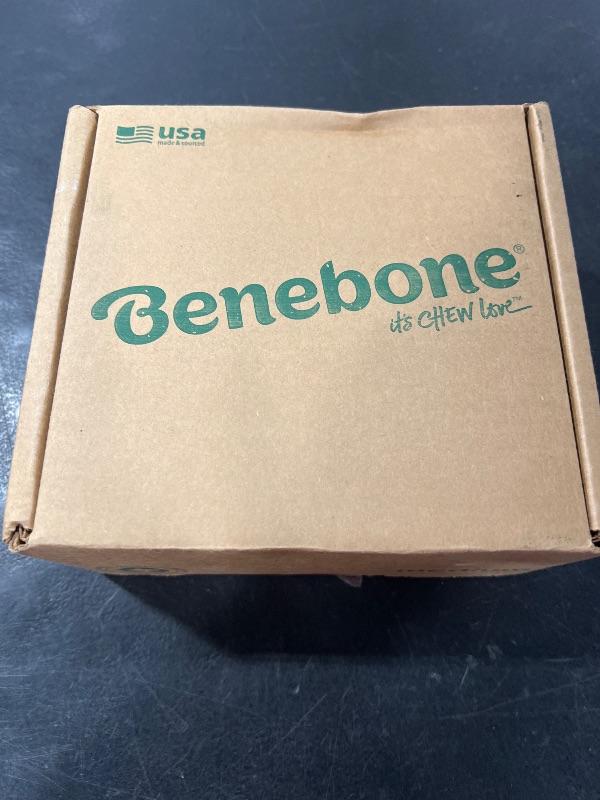 usa
made & sourced
Benebone®
it's CHEW love™